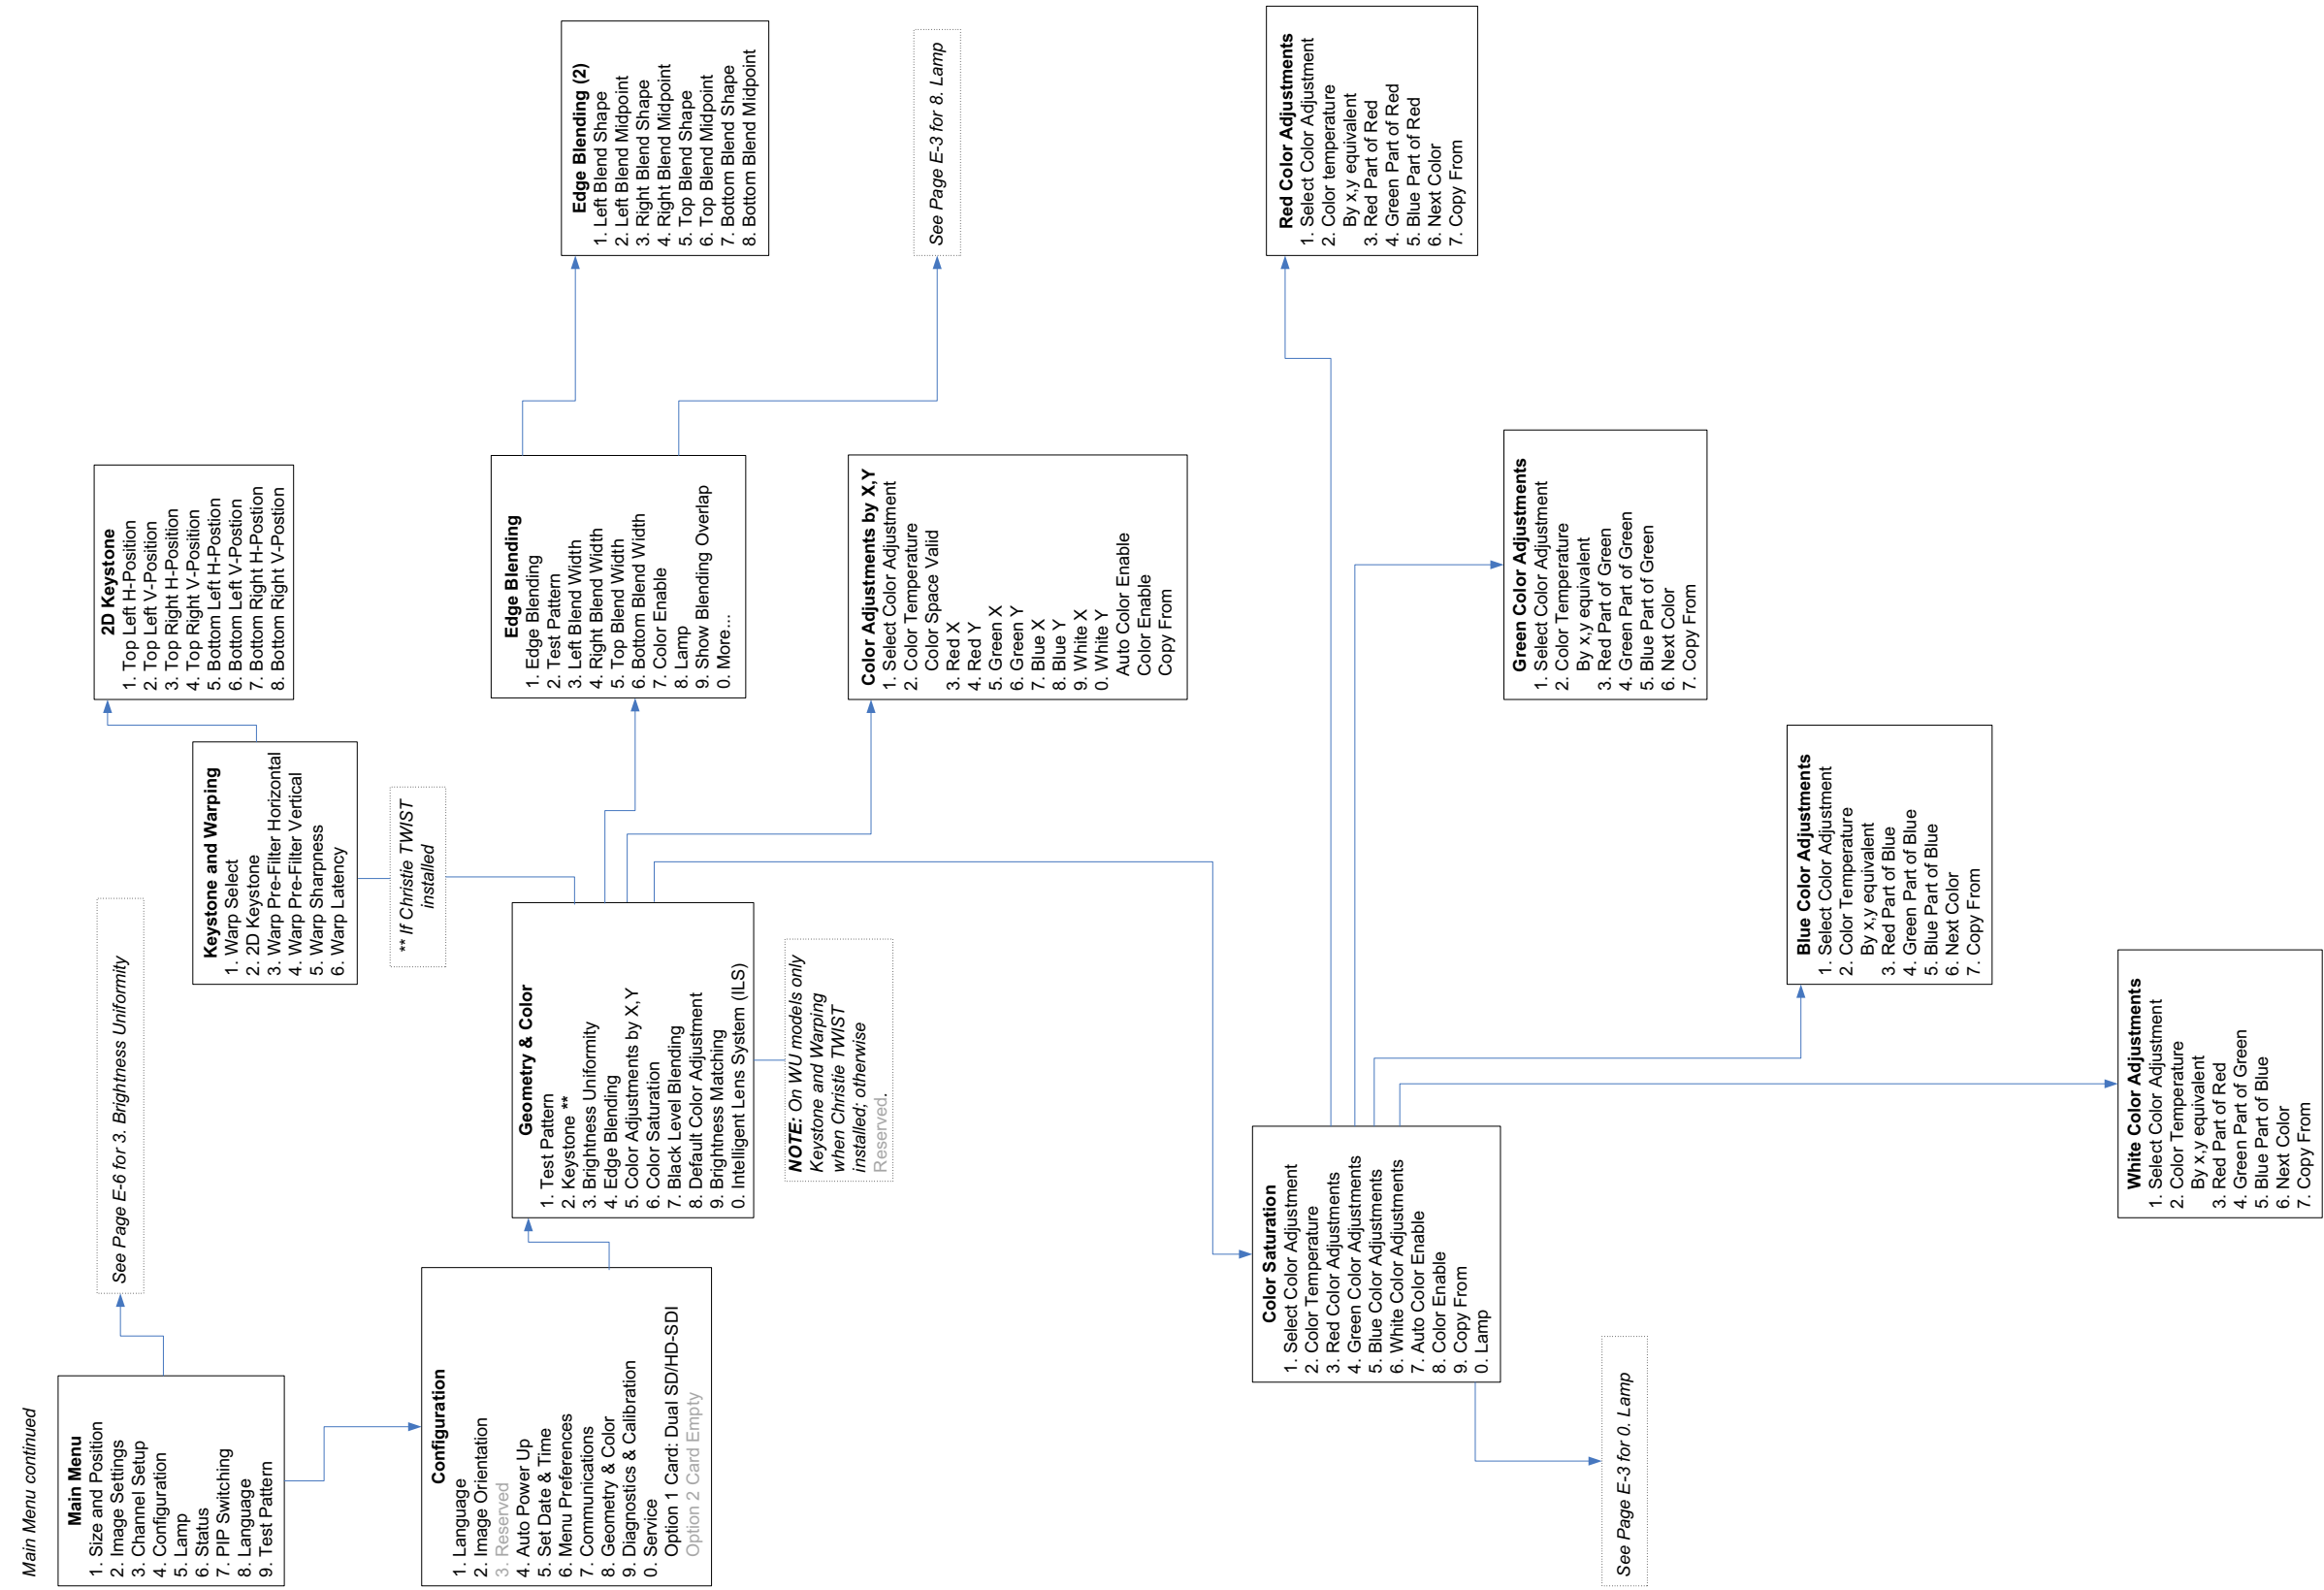 Main Menu continued
Main Menu
1. Size and Position
2. Image Settings
3. Channel Setup
4. Configuration
5. Lamp
6. Status
7. PIP Switching
8. Language
9. Test Pattern
See Page E-6 for 3. Brightness Uniformity
Configuration
1. Language
2. Image Orientation
3. Reserved
4. Auto Power Up
5. Set Date & Time
6. Menu Preferences
7. Communications
8. Geometry & Color
9. Diagnostics & Calibration
0. Service
Option 1 Card: Dual SD/HD-SDI
Option 2 Card Empty
Keystone and Warping
1. Warp Select
2. 2D Keystone
3. Warp Pre-Filter Horizontal
4. Warp Pre-Filter Vertical
5. Warp Sharpness
6. Warp Latency
** If Christie TWIST
installed
Geometry & Color
1. Test Pattern
2. Keystone **
3. Brightness Uniformity
4. Edge Blending
5. Color Adjustments by X,Y
6. Color Saturation
7. Black Level Blending
8. Default Color Adjustment
9. Brightness Matching
0. Intelligent Lens System (ILS)
NOTE: On WU models only
Keystone and Warping
when Christie TWIST
installed; otherwise
Reserved.
2D Keystone
1. Top Left H-Position
2. Top Left V-Position
3. Top Right H-Position
4. Top Right V-Position
5. Bottom Left H-Postion
6. Bottom Left V-Postion
7. Bottom Right H-Postion
8. Bottom Right V-Postion
Edge Blending
1. Edge Blending
2. Test Pattern
3. Left Blend Width
4. Right Blend Width
5. Top Blend Width
6. Bottom Blend Width
7. Color Enable
8. Lamp
9. Show Blending Overlap
0. More...
Edge Blending (2)
1. Left Blend Shape
2. Left Blend Midpoint
3. Right Blend Shape
4. Right Blend Midpoint
5. Top Blend Shape
6. Top Blend Midpoint
7. Bottom Blend Shape
8. Bottom Blend Midpoint
See Page E-3 for 8. Lamp
Color Adjustments by X,Y
1. Select Color Adjustment
2. Color Temperature
Color Space Valid
3. Red X
4. Red Y
5. Green X
6. Green Y
7. Blue X
8. Blue Y
9. White X
0. White Y
Auto Color Enable
Color Enable
Copy From
Color Saturation
1. Select Color Adjustment
2. Color Temperature
3. Red Color Adjustments
4. Green Color Adjustments
5. Blue Color Adjustments
6. White Color Adjustments
7. Auto Color Enable
8. Color Enable
9. Copy From
0. Lamp
See Page E-3 for 0. Lamp
Red Color Adjustments
1. Select Color Adjustment
2. Color temperature
By x,y equivalent
3. Red Part of Red
4. Green Part of Red
5. Blue Part of Red
6. Next Color
7. Copy From
Green Color Adjustments
1. Select Color Adjustment
2. Color Temperature
By x,y equivalent
3. Red Part of Green
4. Green Part of Green
5. Blue Part of Green
6. Next Color
7. Copy From
Blue Color Adjustments
1. Select Color Adjustment
2. Color Temperature
By x,y equivalent
3. Red Part of Blue
4. Green Part of Blue
5. Blue Part of Blue
6. Next Color
7. Copy From
White Color Adjustments
1. Select Color Adjustment
2. Color Temperature
By x,y equivalent
3. Red Part of Red
4. Green Part of Green
5. Blue Part of Blue
6. Next Color
7. Copy From